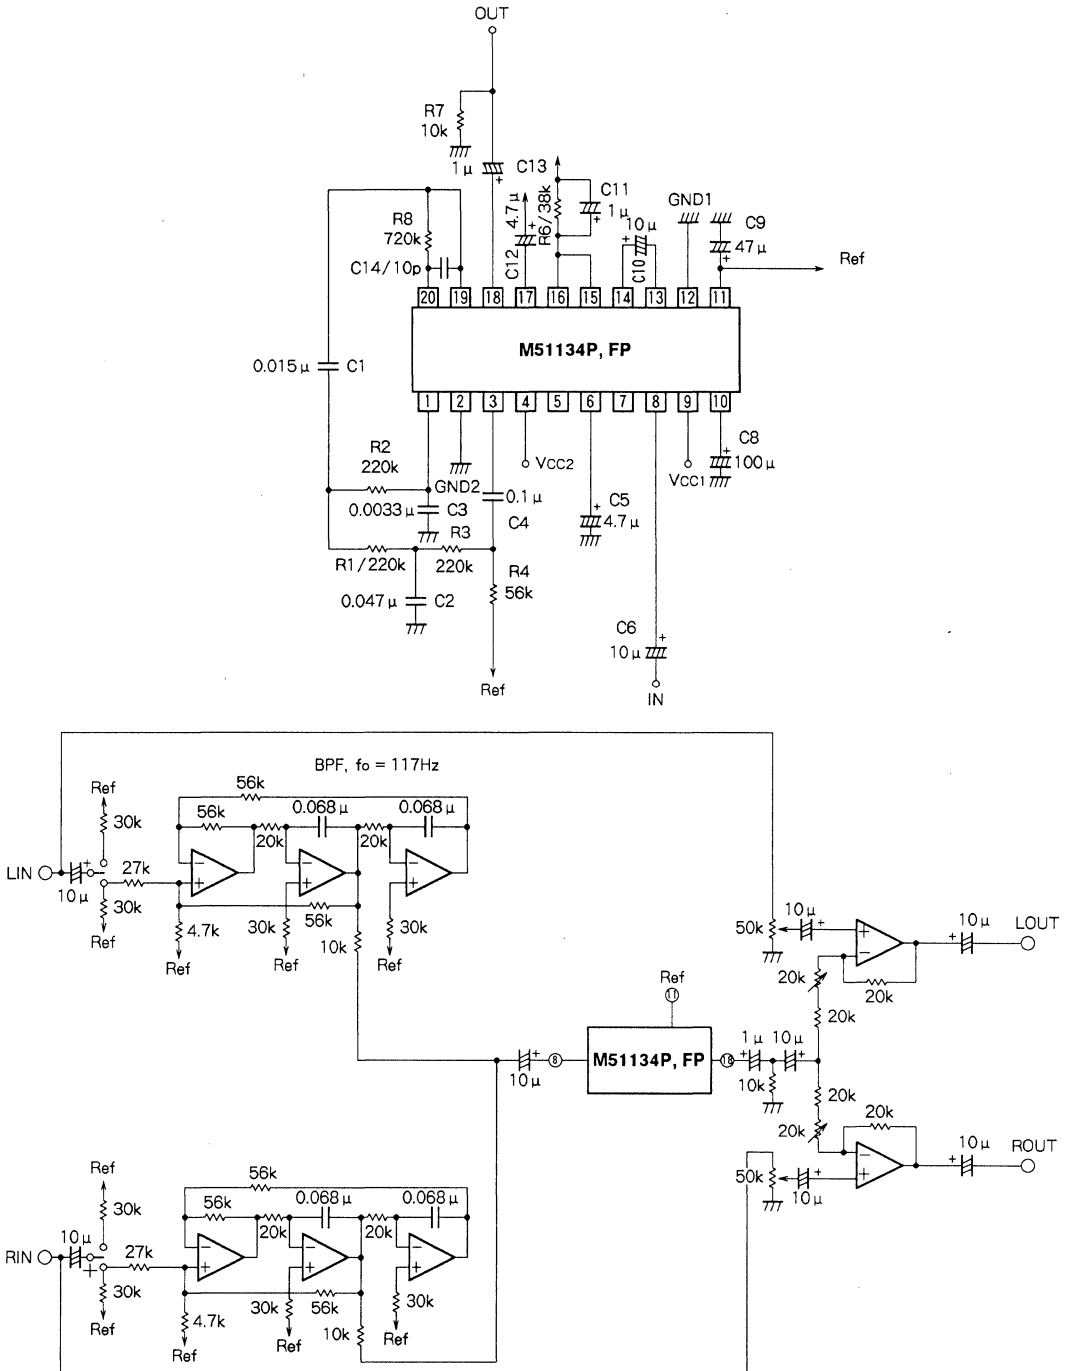 OUT
R7
10k
1μ
+
C13
4.7μ
+
C12
R6/38k
C11
1μ
+
10μ
+
C10
GND1
C9
47μ
+
Ref
R8
720k
C14/10p
20 19 18 17 16 15 14 13 12 11
M51134P, FP
1 2 3 4 5 6 7 8 9 10
0.015μ C1
R2
220k
0.0033μ C3
GND2
0.1μ
C4
VCC2
C5
+
4.7μ
VCC1
C8
+
100μ
R3
R1/220k 220k
0.047μ C2
R4
56k
Ref
C6
+
10μ
IN
BPF, fo = 117Hz
Ref
30k
LIN
+
10μ
27k
30k
Ref
56k
56k
20k
0.068μ
20k
0.068μ
−
+
−
+
−
+
4.7k
Ref
30k
Ref
56k
10k
30k
Ref
50k
10μ
+
+
−
10μ
+
LOUT
20k
20k
20k
Ref
11
+
10μ
8
M51134P, FP
18
1μ
+
10μ
+
10k
20k
20k
20k
50k
+
10μ
−
+
10μ
+
ROUT
Ref
30k
RIN
10μ
+
27k
30k
Ref
56k
56k
20k
0.068μ
20k
0.068μ
−
+
−
+
−
+
4.7k
Ref
30k
Ref
56k
10k
30k
Ref